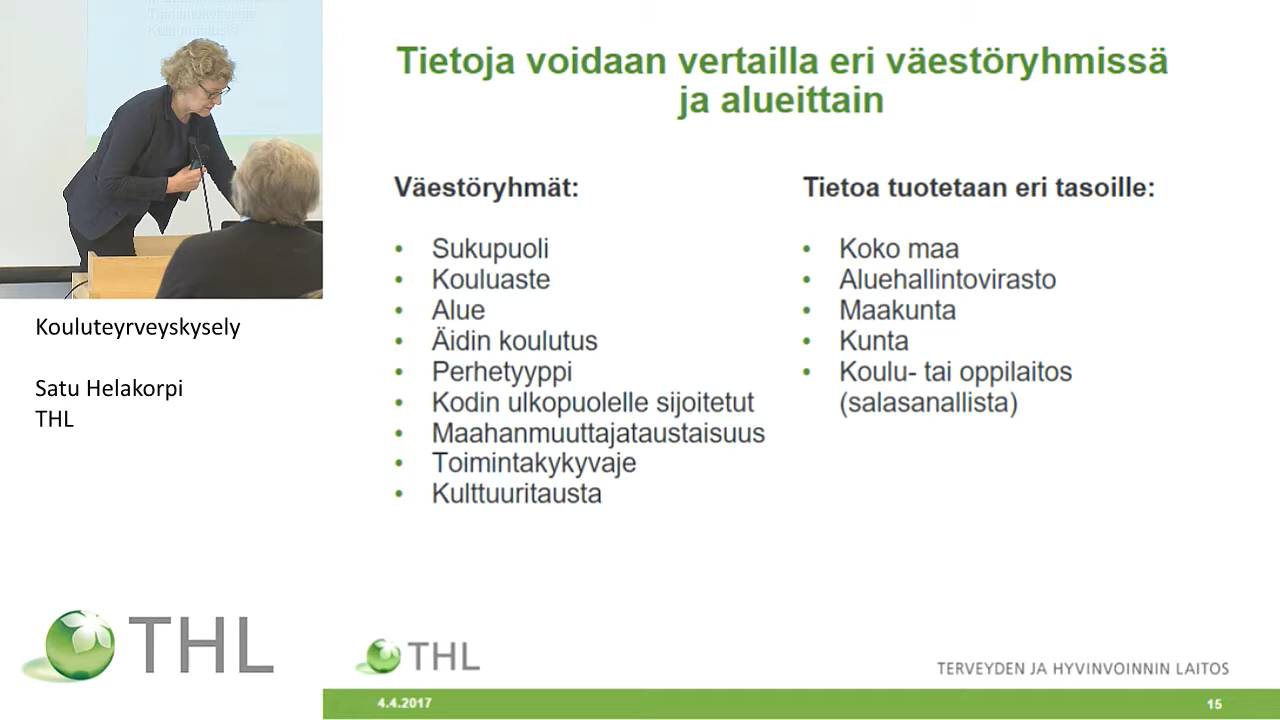 Kouluteyrveyskysely
Satu Helakorpi
THL
THL
Tietoja voidaan vertailla eri väestöryhmissä
ja alueittain
Väestöryhmät:
• Sukupuoli
• Kouluaste
• Alue
• Äidin koulutus
• Perhetyyppi
• Kodin ulkopuolelle sijoitetut
• Maahanmuuttajataustaisuus
• Toimintakykyvaje
• Kulttuuritausta
Tietoa tuotetaan eri tasoille:
• Koko maa
• Aluehallintovirasto
• Maakunta
• Kunta
• Koulu- tai oppilaitos
(salasanallista)
THL
TERVEYDEN JA HYVINVOINNIN LAITOS
4.4.2017
15